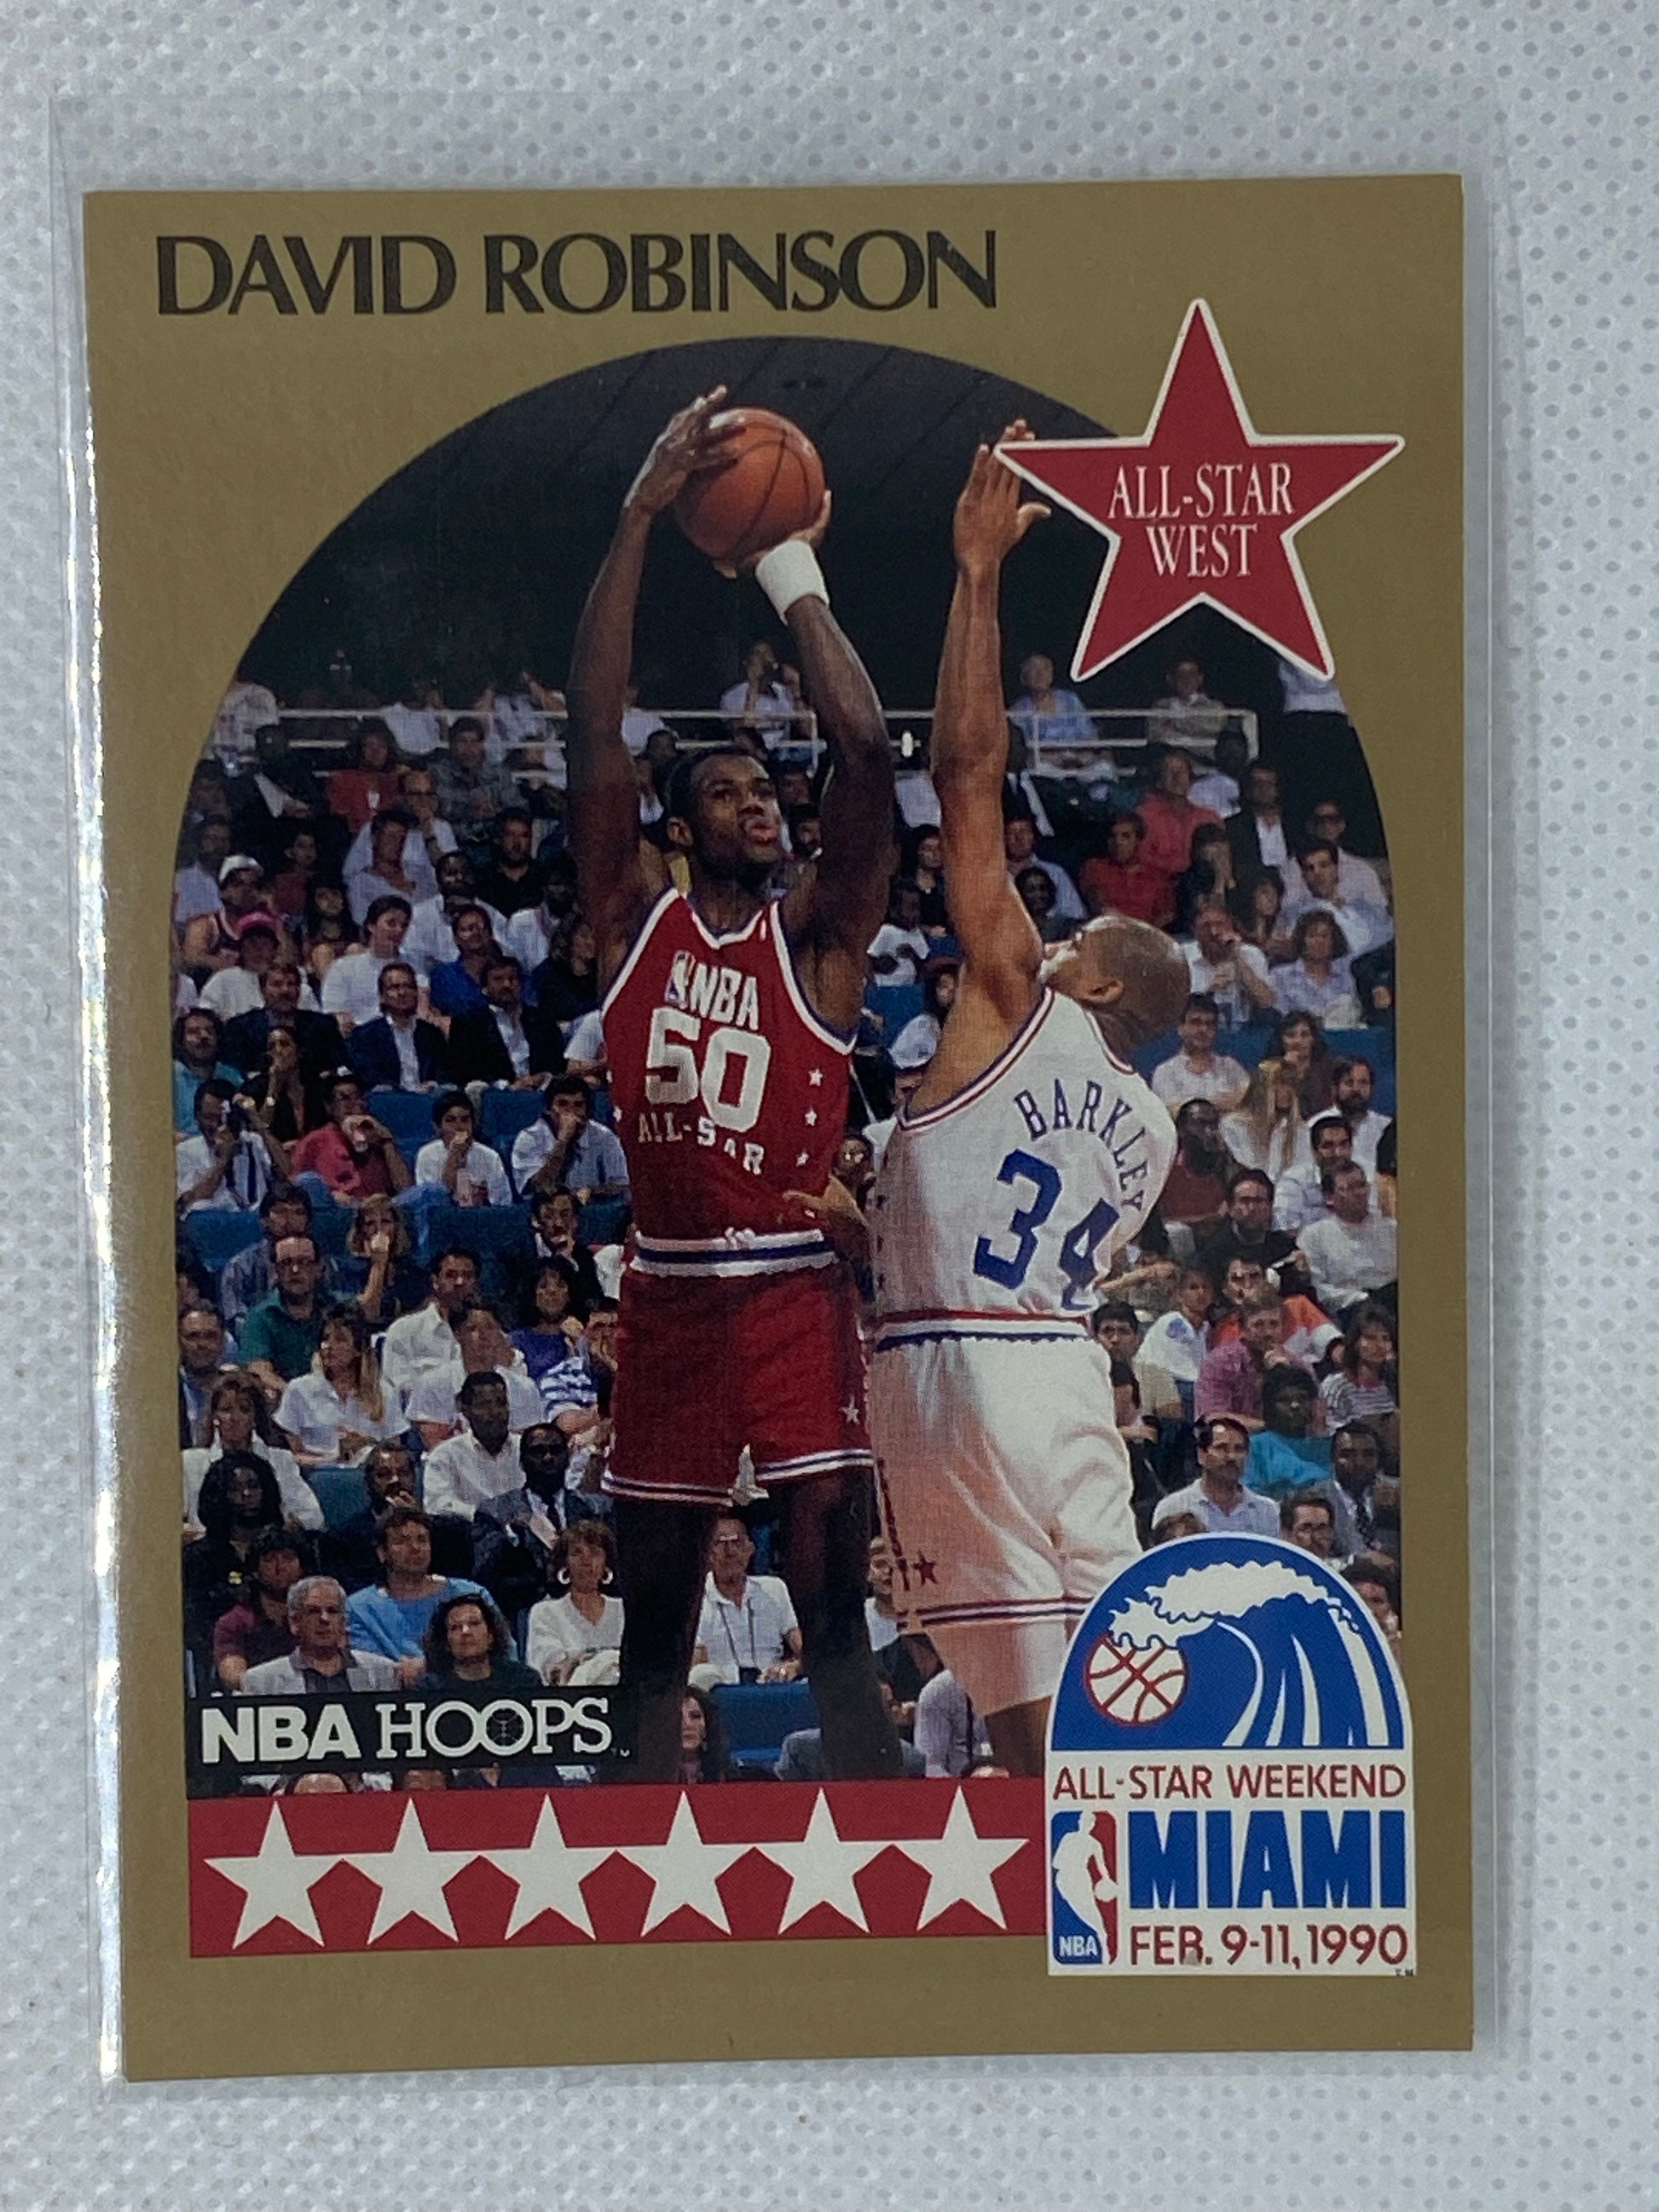 DAVID ROBINSON
ALL-STAR
WEST
NBA
50
ALL-STAR
BARKLEY
34
NBA HOOPS
ALL-STAR WEEKEND
MIAMI
NBA
FEB. 9-11, 1990